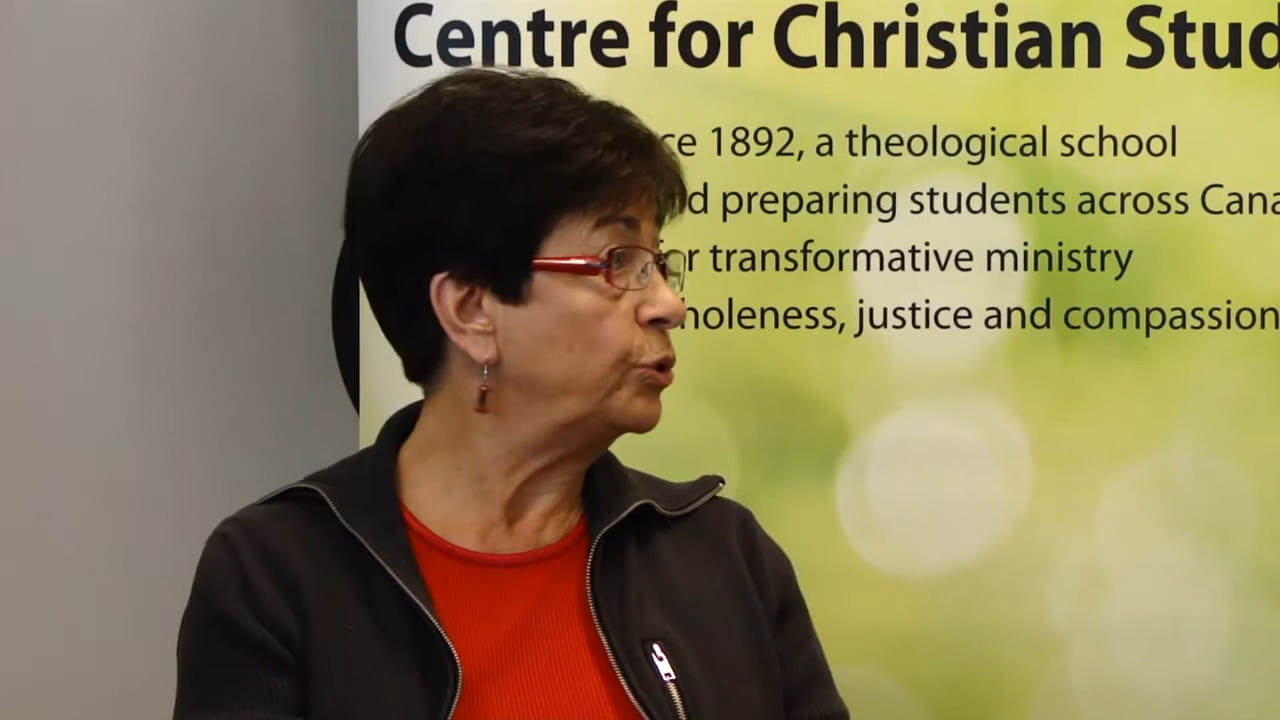 Centre for Christian Stud
ce 1892, a theological school
d preparing students across Cana
r transformative ministry
holeness, justice and compassion